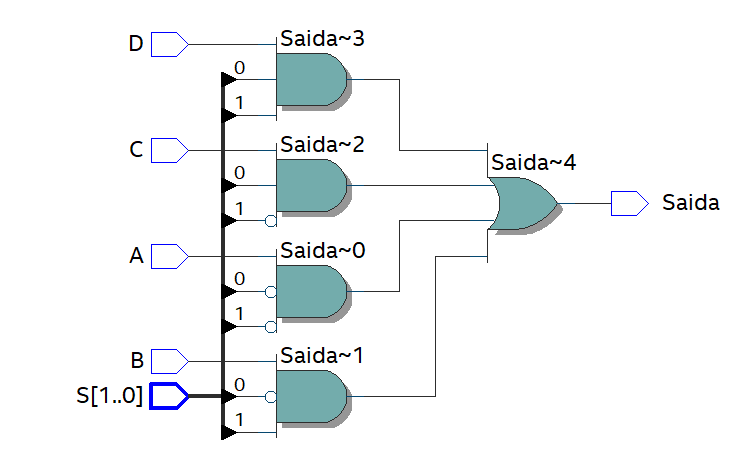 D
Saida~3
0
1
C
Saida~2
0
1
Saida~4
Saida
A
Saida~0
0
1
B
Saida~1
S[1..0]
0
1